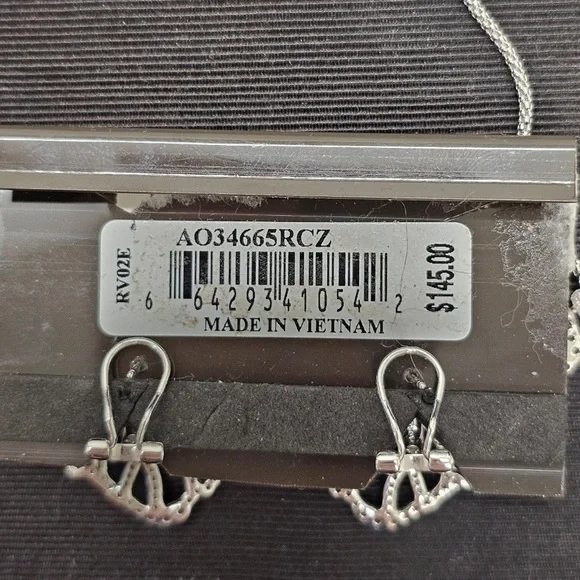 AO34665RCZ
RV02E
6 64293 41054 2
$145.00
MADE IN VIETNAM